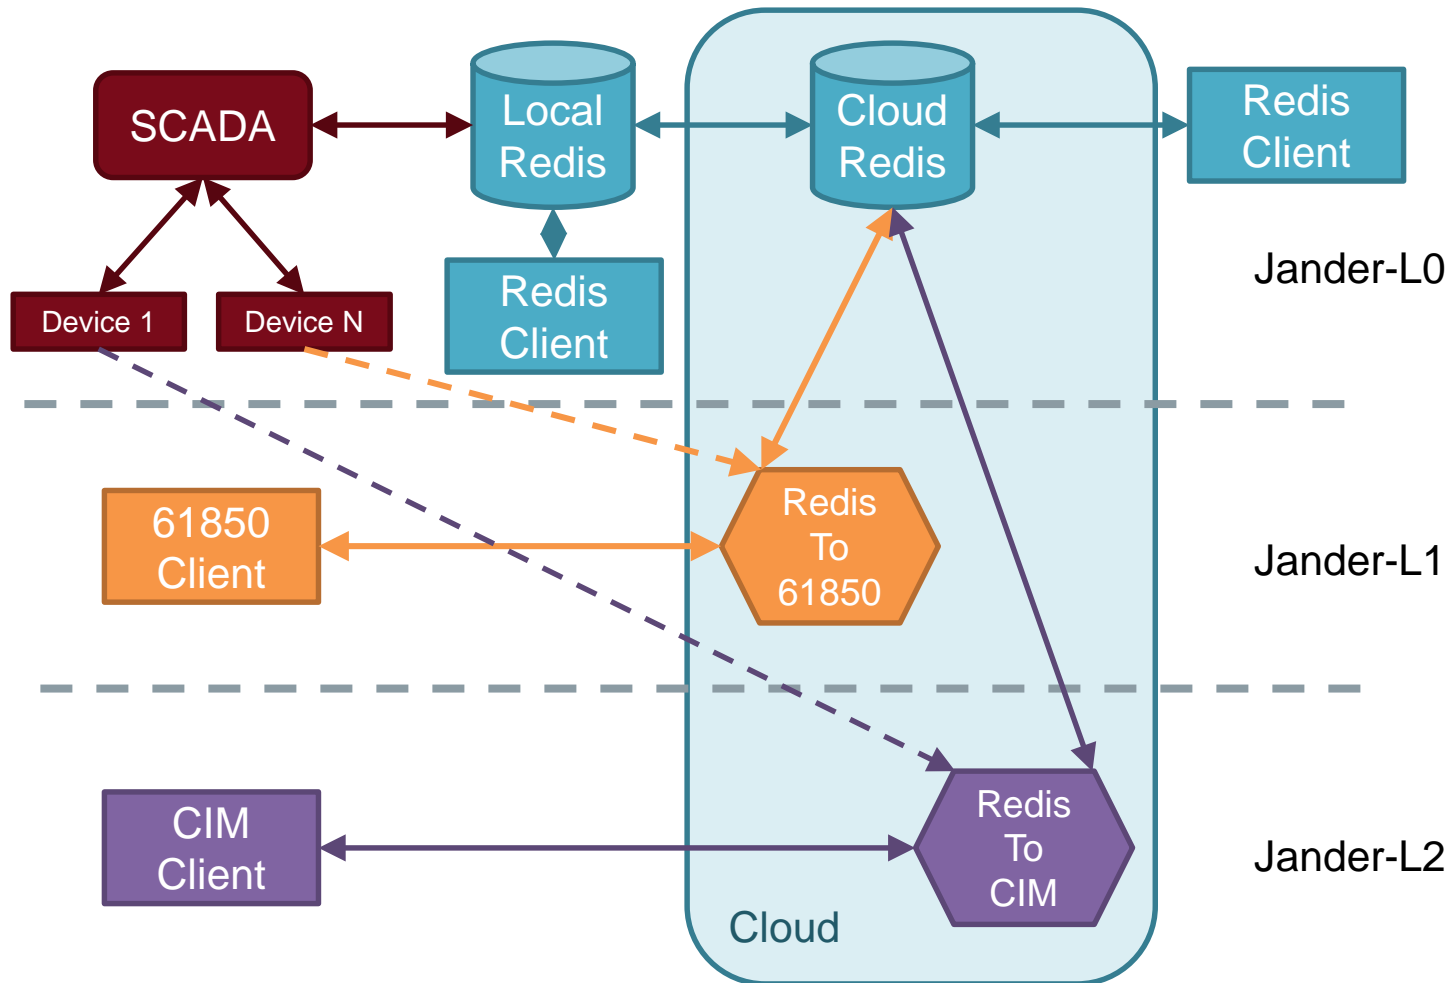 SCADA
Local
Redis
Cloud
Redis
Redis
Client
Device 1
Device N
Redis
Client
Jander-L0
61850
Client
Redis
To
61850
Jander-L1
CIM
Client
Redis
To
CIM
Jander-L2
Cloud